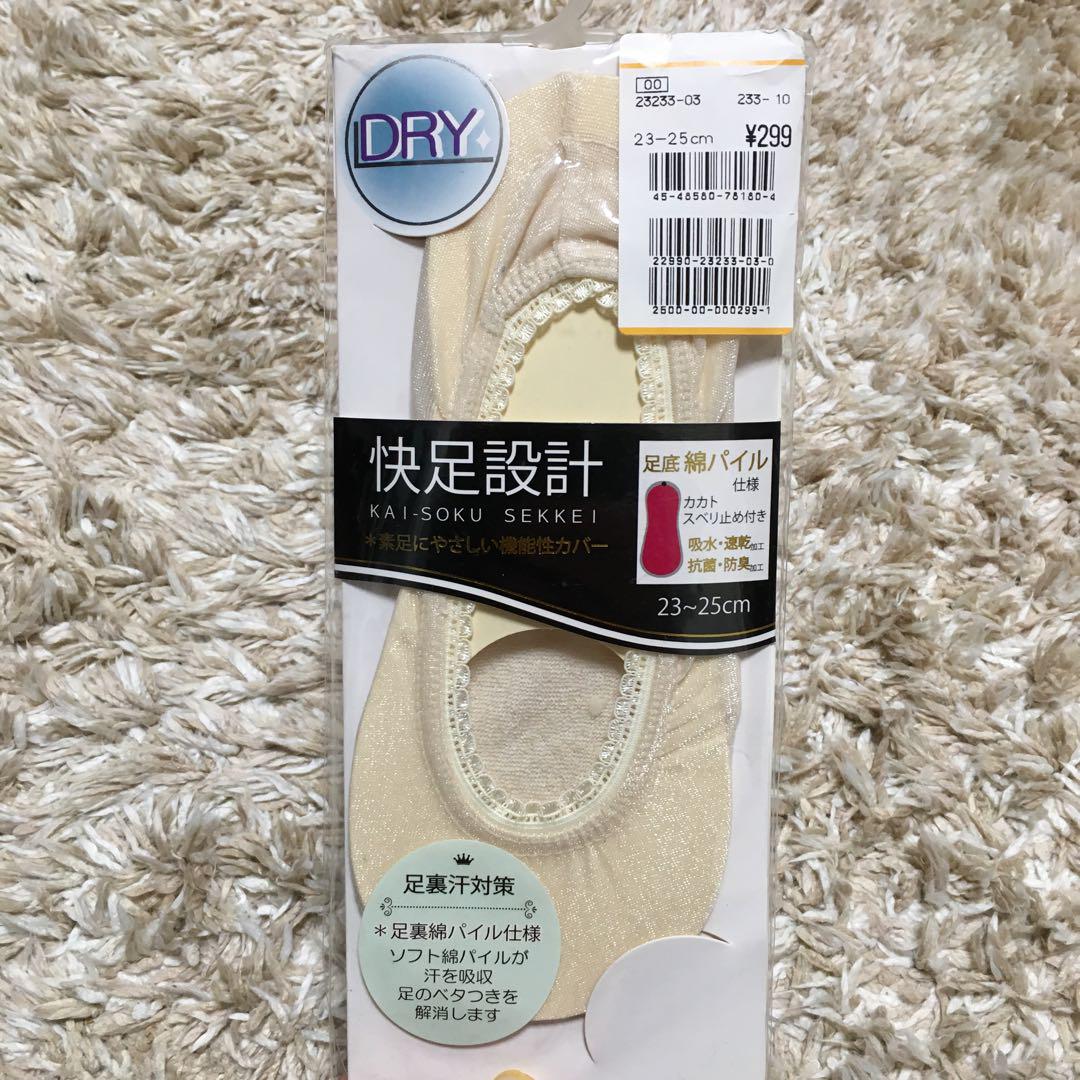 DRY
00
23233-03 233-10
23-25cm ¥299
45-48580-78180-4
22990-23233-03-0
2500-00-000299-1
快足設計
KAI-SOKU SEKKEI
*素足にやさしい機能性カバー
足底 綿パイル
仕様
カカト
スベリ止め付き
吸水・速乾加工
抗菌・防臭加工
23~25cm
足裏汗対策
*足裏綿パイル仕様
ソフト綿パイルが
汗を吸収
足のベタつきを
解消します